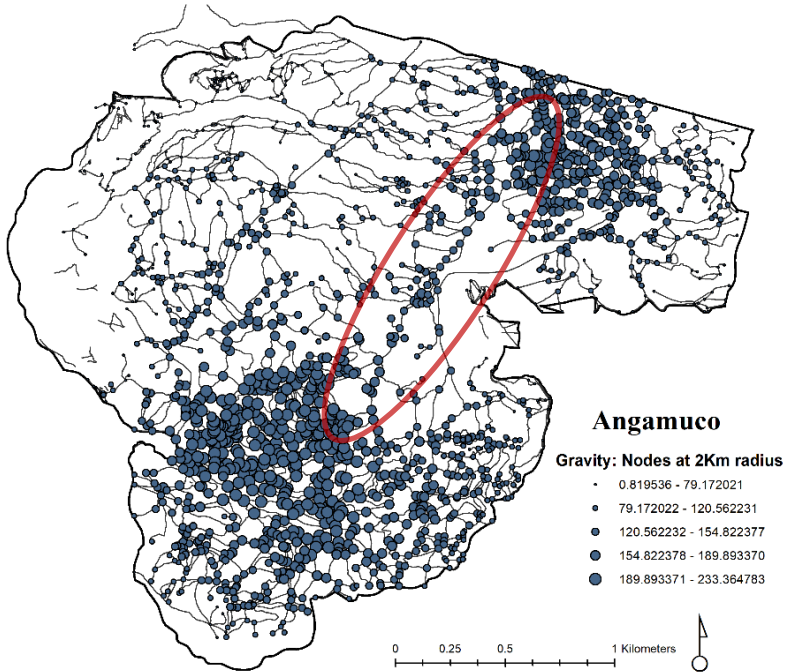 Angamuco
Gravity: Nodes at 2Km radius
0.819536 - 79.172021
79.172022 - 120.562231
120.562232 - 154.822377
154.822378 - 189.893370
189.893371 - 233.364783
0 0.25 0.5 1 Kilometers